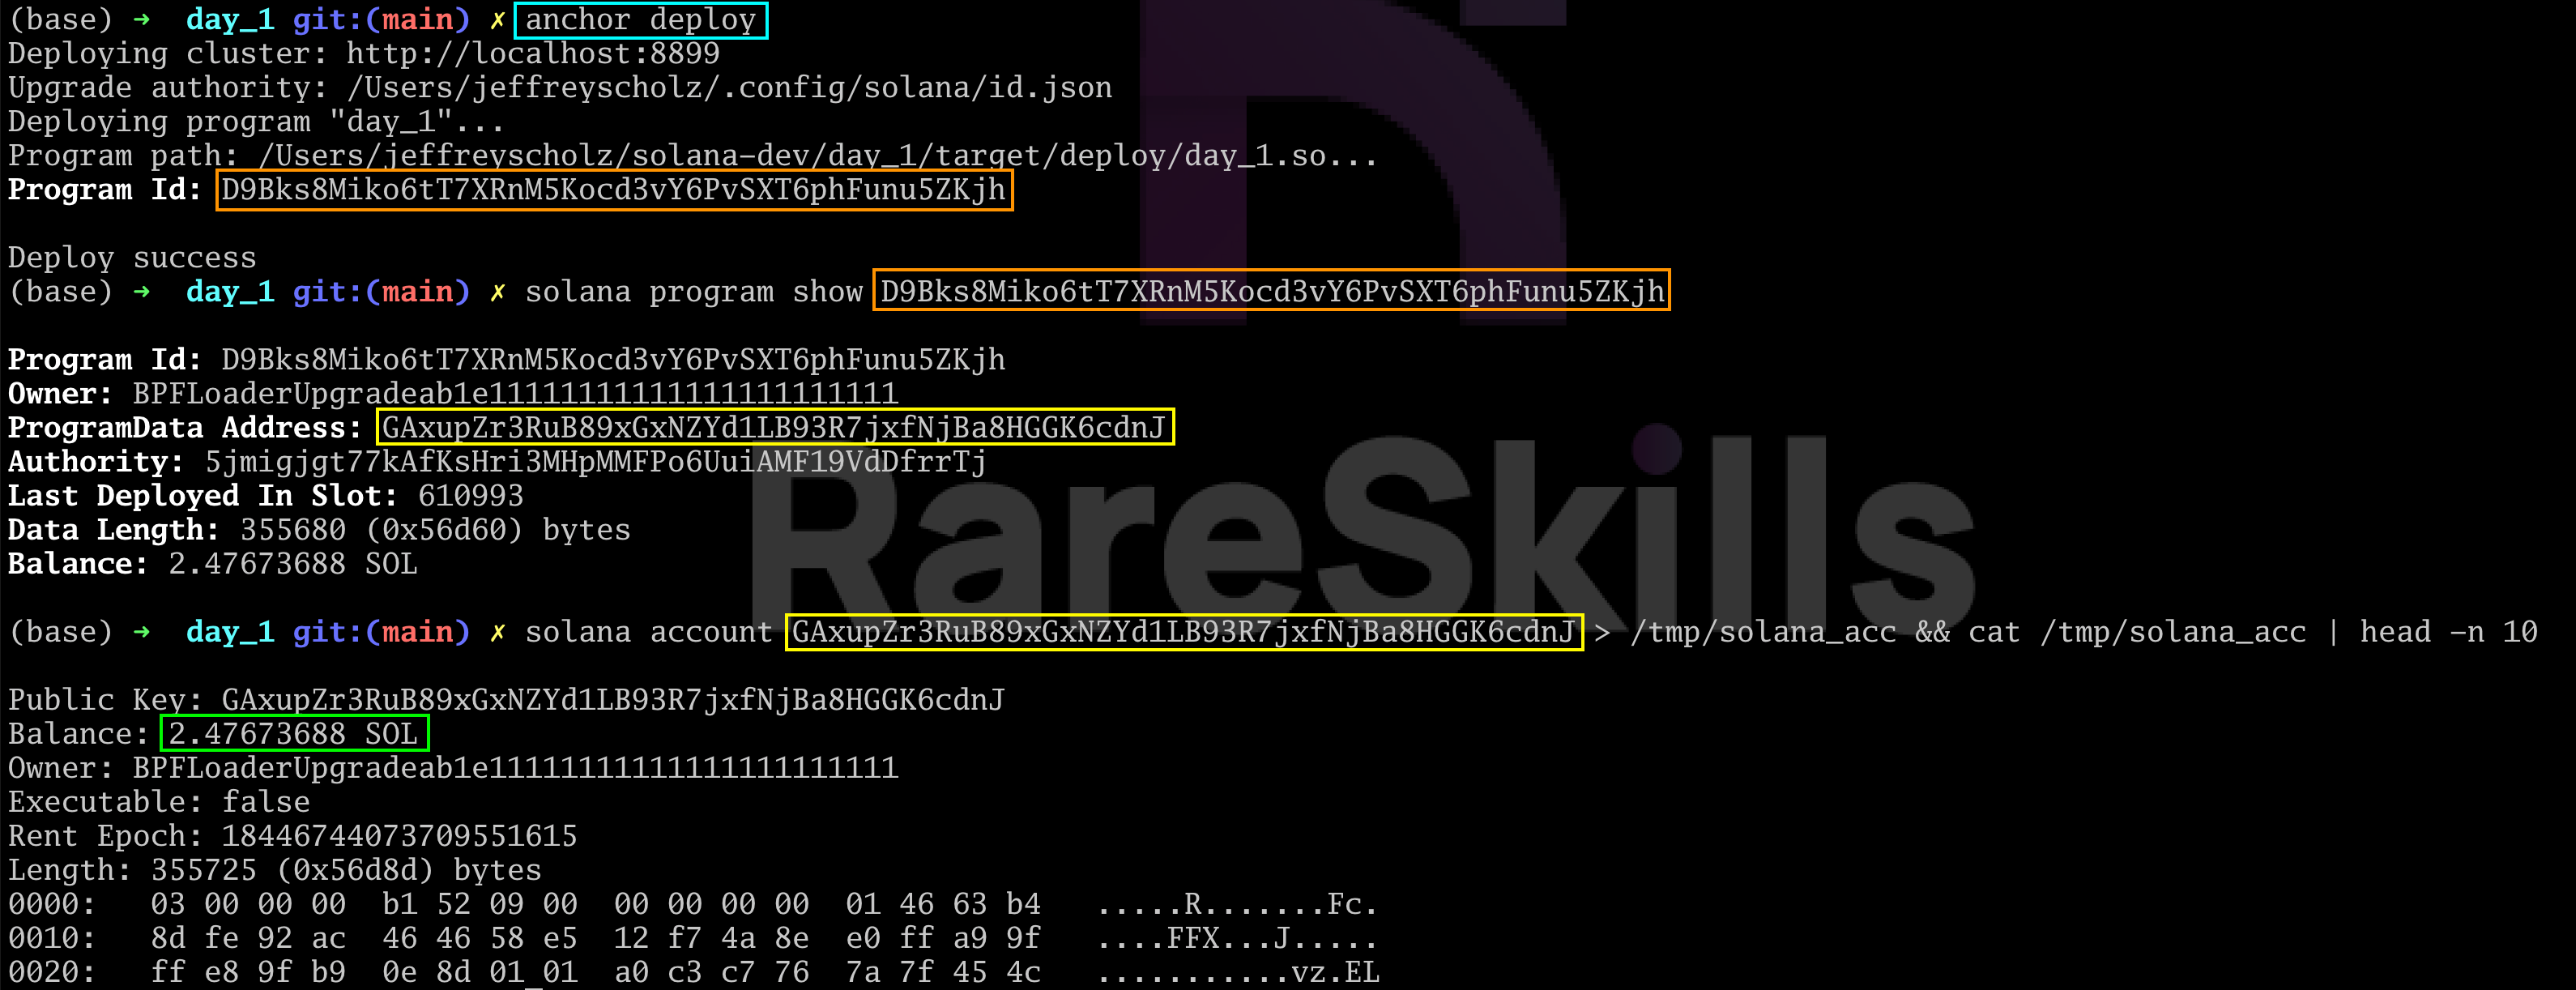 (base) ➜ day_1 git:(main) ✗ anchor deploy
Deploying cluster: http://localhost:8899
Upgrade authority: /Users/jeffreyscholz/.config/solana/id.json
Deploying program "day_1"...
Program path: /Users/jeffreyscholz/solana-dev/day_1/target/deploy/day_1.so...
Program Id: D9Bks8Miko6tT7XRnM5Kocd3vY6PvSXT6phFunu5ZKjh
Deploy success
(base) ➜ day_1 git:(main) ✗ solana program show D9Bks8Miko6tT7XRnM5Kocd3vY6PvSXT6phFunu5ZKjh
Program Id: D9Bks8Miko6tT7XRnM5Kocd3vY6PvSXT6phFunu5ZKjh
Owner: BPFLoaderUpgradeab1e11111111111111111111111
ProgramData Address: GAxupZr3RuB89xGxNZYd1LB93R7jxfNjBa8HGGK6cdnJ
Authority: 5jmigjgt77kAfKsHri3MHpMMFPo6UuiAMF19VdDfrrTj
Last Deployed In Slot: 610993
Data Length: 355680 (0x56d60) bytes
Balance: 2.47673688 SOL
RareSkills
(base) ➜ day_1 git:(main) ✗ solana account GAxupZr3RuB89xGxNZYd1LB93R7jxfNjBa8HGGK6cdnJ > /tmp/solana_acc && cat /tmp/solana_acc | head -n 10
Public Key: GAxupZr3RuB89xGxNZYd1LB93R7jxfNjBa8HGGK6cdnJ
Balance: 2.47673688 SOL
Owner: BPFLoaderUpgradeab1e11111111111111111111111
Executable: false
Rent Epoch: 18446744073709551615
Length: 355725 (0x56d8d) bytes
0000: 03 00 00 00 b1 52 09 00 00 00 00 00 01 46 63 b4 .....R.......Fc.
0010: 8d fe 92 ac 46 46 58 e5 12 f7 4a 8e e0 ff a9 9f ....FFX...J.....
0020: ff e8 9f b9 0e 8d 01 01 a0 c3 c7 76 7a 7f 45 4c ...........vz.EL